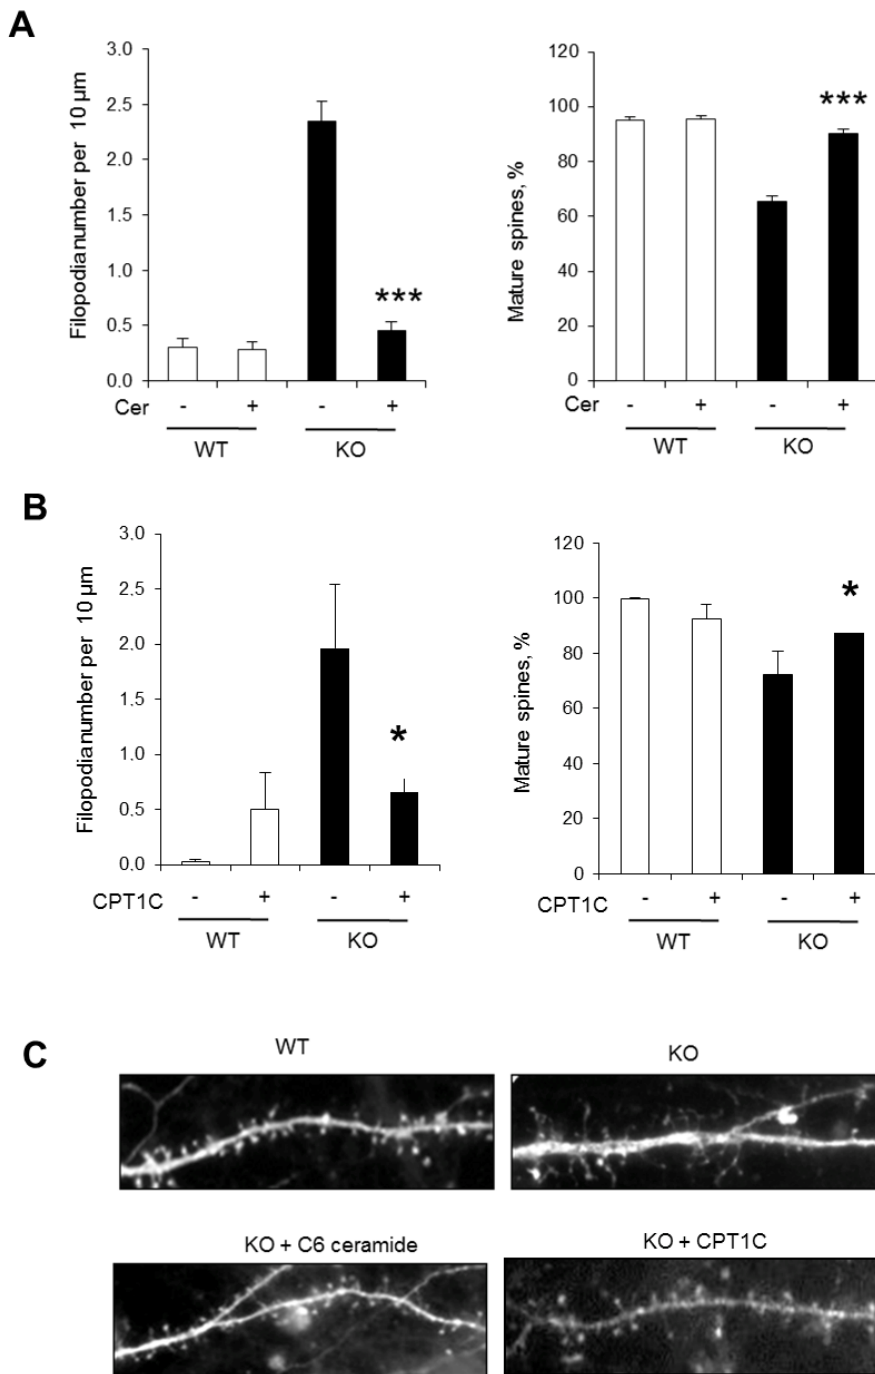 A
Filopodia number per 10 µm
3.0
2.5
2.0
1.5
1.0
0.5
0.0
***
Cer - + - +
WT KO
Mature spines, %
120
100
80
60
40
20
0
***
Cer - + - +
WT KO
B
Filopodia number per 10 µm
3.0
2.5
2.0
1.5
1.0
0.5
0.0
*
CPT1C - + - +
WT KO
Mature spines, %
120
100
80
60
40
20
0
*
CPT1C - + - +
WT KO
C
WT
KO
KO + C6 ceramide
KO + CPT1C